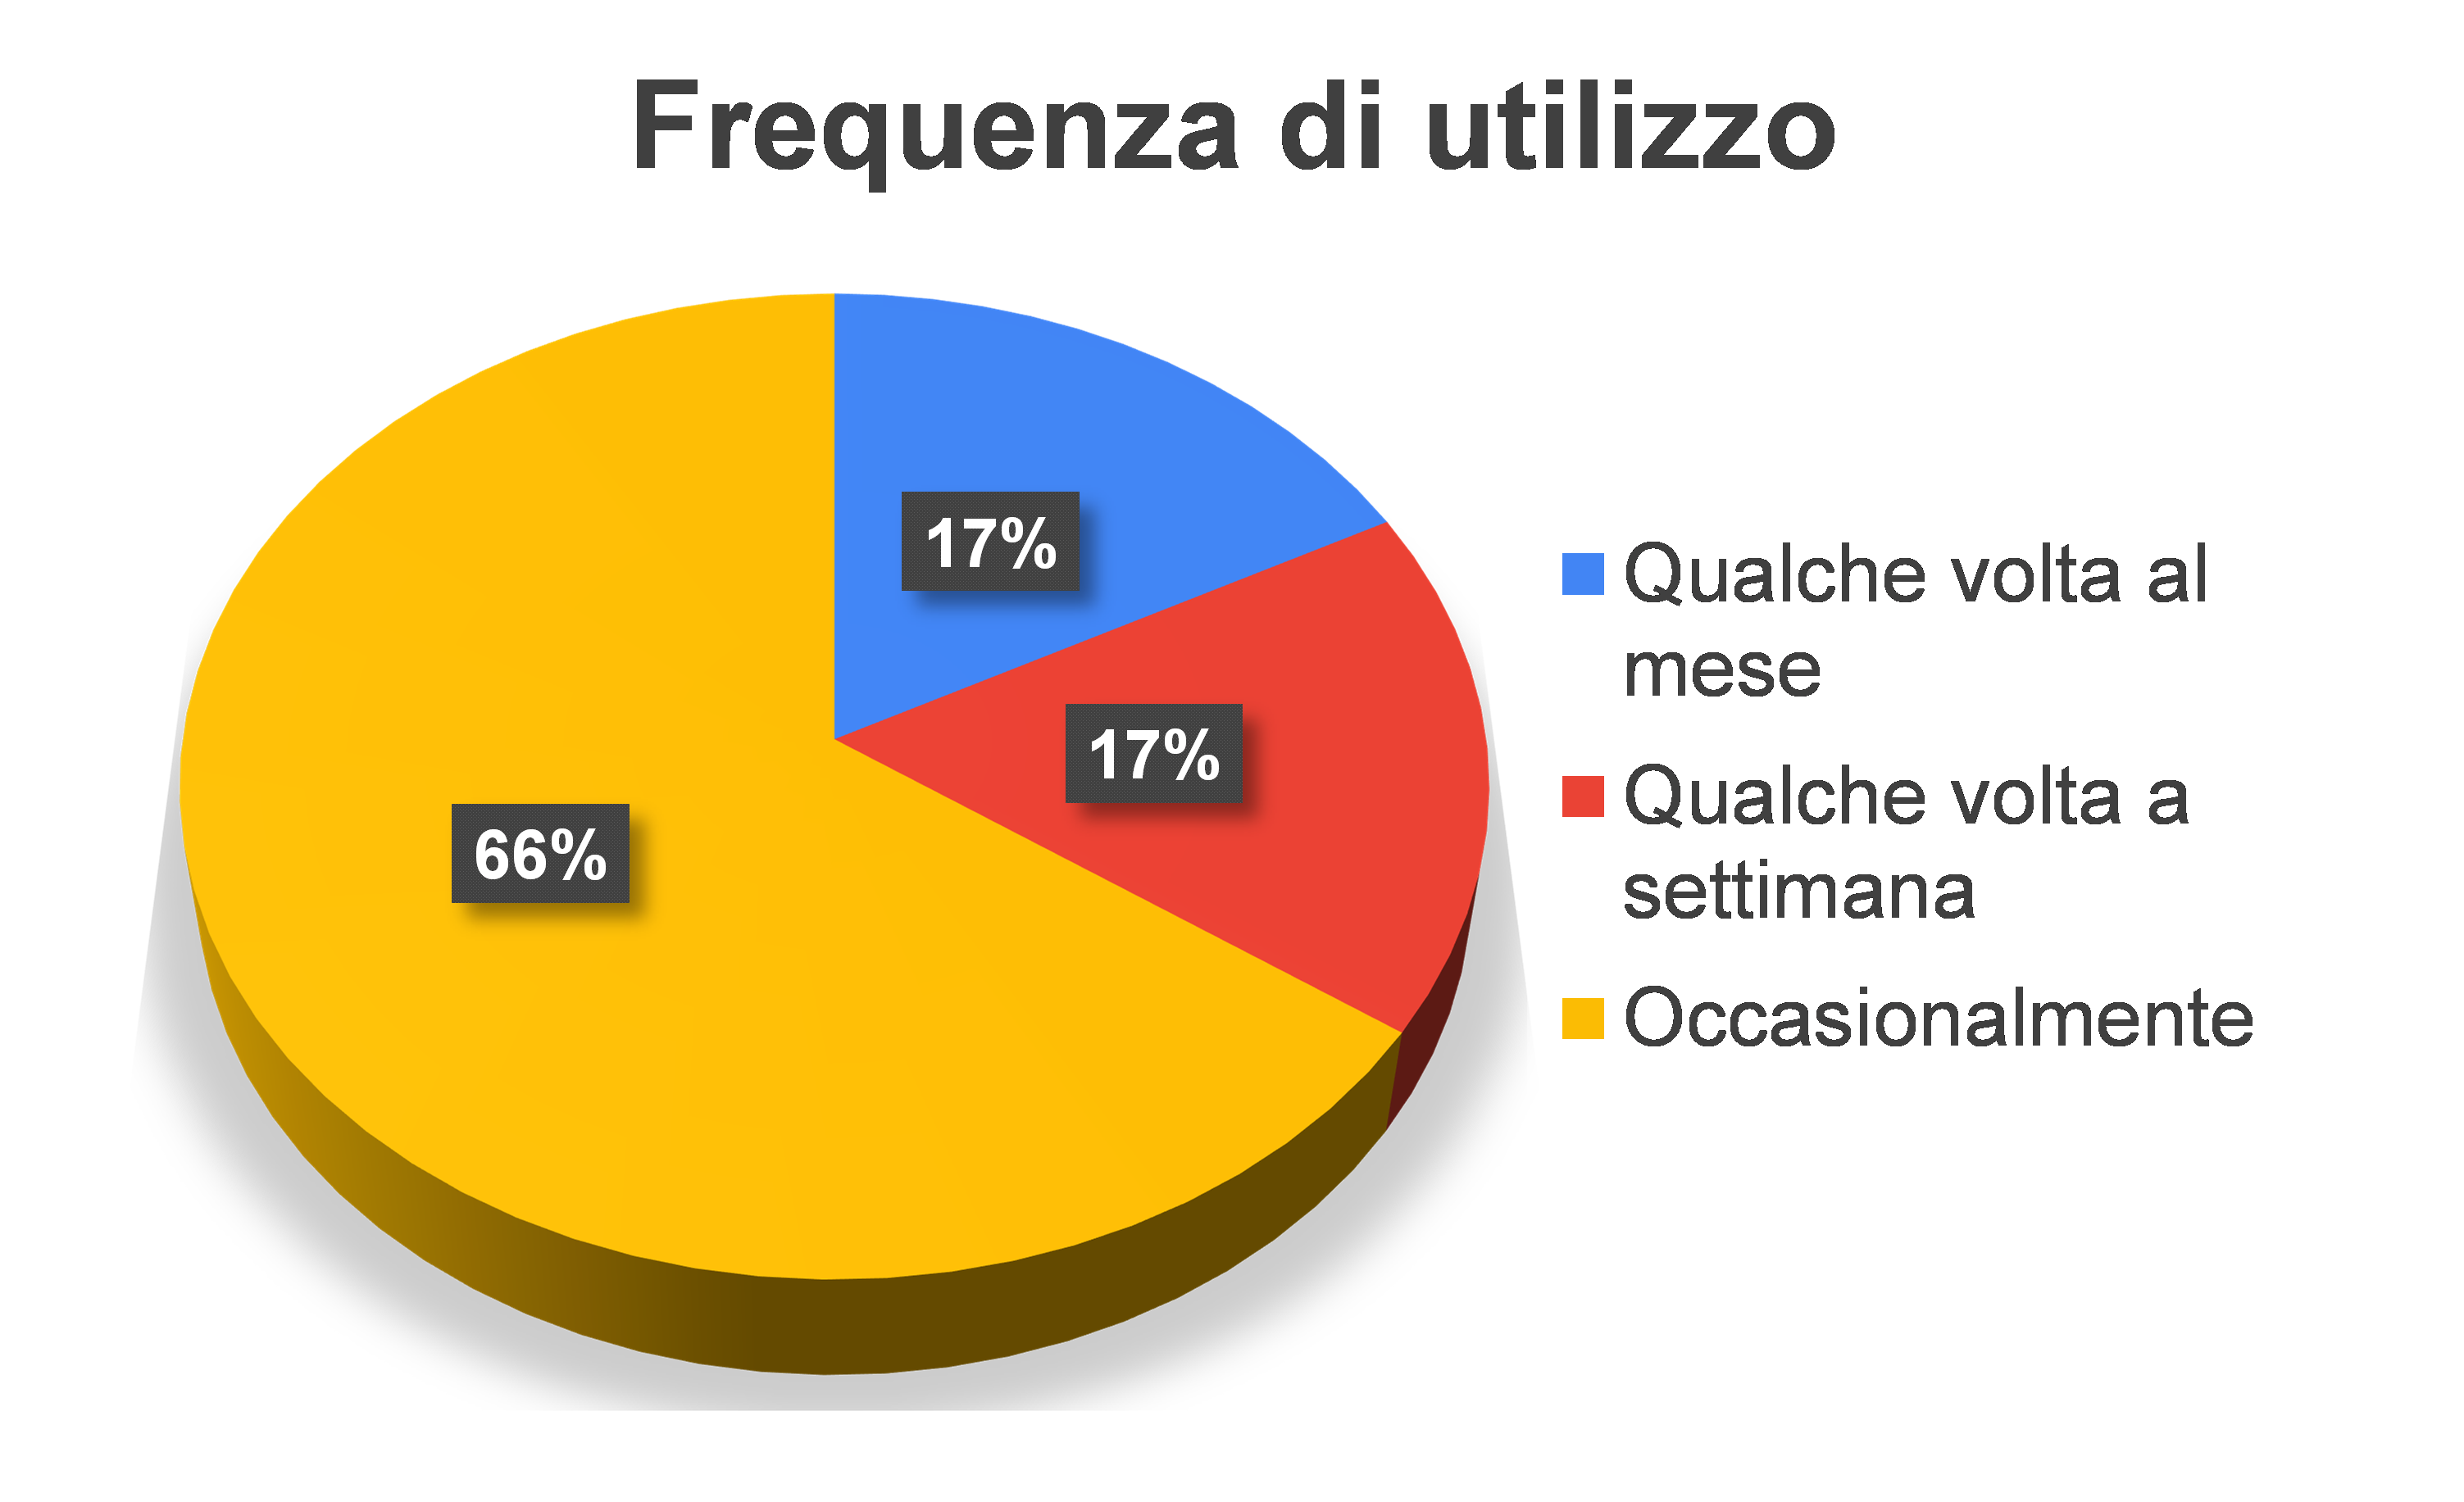 Frequenza di utilizzo
17%
17%
66%
Qualche volta al
mese
Qualche volta a
settimana
Occasionalmente